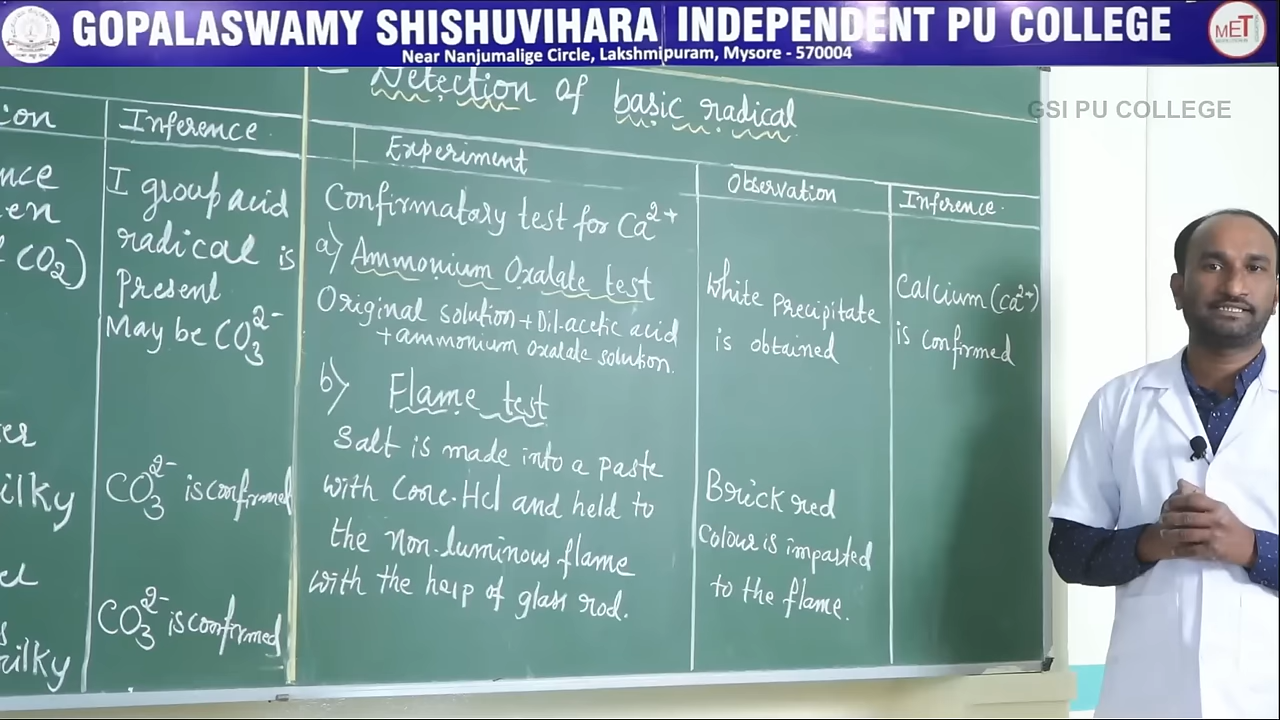 GOPALASWAMY SHISHUVIHARA INDEPENDENT PU COLLEGE
Near Nanjumalige Circle, Lakshmipuram, Mysore - 570004
MET
GSI PU COLLEGE
Detection of basic radical
Inference
I group acid
radical is
Present
May be CO₃²⁻
CO₃²⁻ is confirmed
CO₃²⁻ is confirmed
CO₂)
Experiment
Confirmatory test for Ca²⁺
a) Ammonium Oxalate test
Original solution + Dil-acetic acid
+ ammonium Oxalate solution.
b) Flame test
Salt is made into a paste
with Conc. Hcl and held to
the non-luminous flame
with the help of glass rod.
Observation
White Precipitate
is obtained
Brick red
Colour is imparted
to the flame.
Inference.
Calcium (Ca²⁺)
is Confirmed